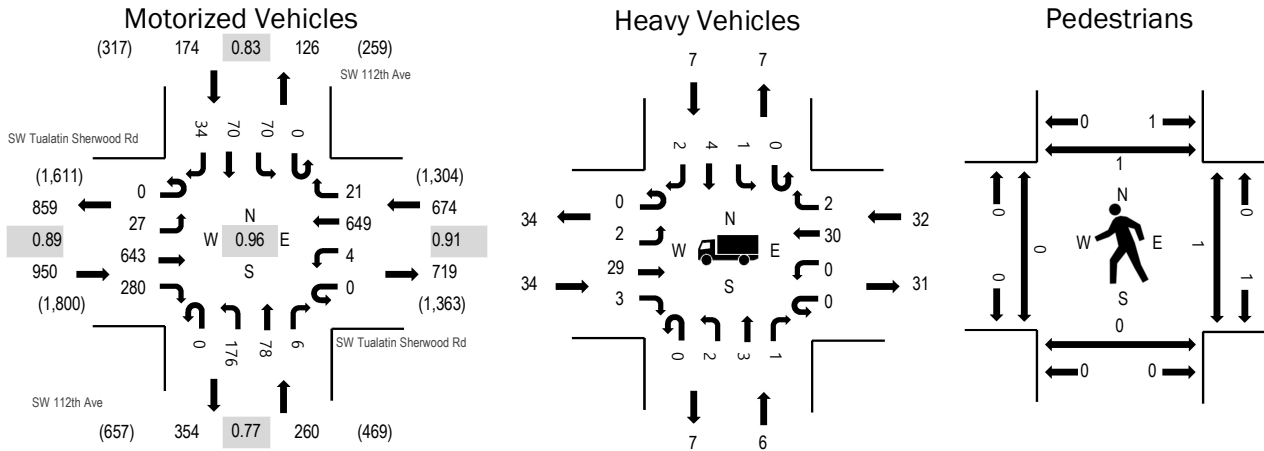 Motorized Vehicles
(317) 174 0.83 126 (259)
SW 112th Ave
SW Tualatin Sherwood Rd
34 70 70 0
(1,611)
859
0.89
950
(1,800)
0
27
643
280
N
W 0.96 E
S
21
649
4
0
(1,304)
674
0.91
719
(1,363)
0 176 78 6
SW Tualatin Sherwood Rd
SW 112th Ave
(657) 354 0.77 260 (469)
Heavy Vehicles
7 7
2 4 1 0
34
34
0
2
29
3
N
W E
S
2
30
0
0
32
31
0 2 3 1
7 6
Pedestrians
0 1
1
0
0
0
N
W E
S
1
0
1
0
0 0